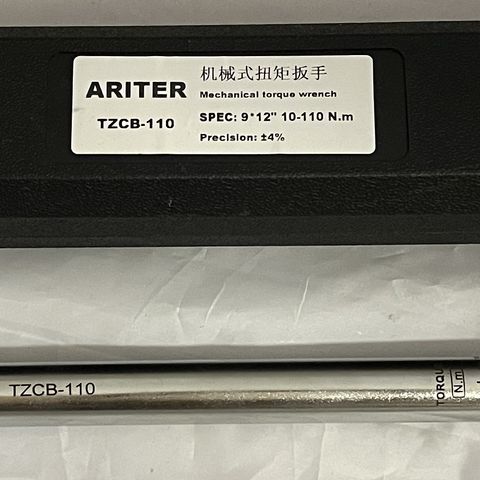 ARITER
TZCB-110
机械式扭矩扳手
Mechanical torque wrench
SPEC: 9*12" 10-110 N.m
Precision: ±4%
TZCB-110
N.m